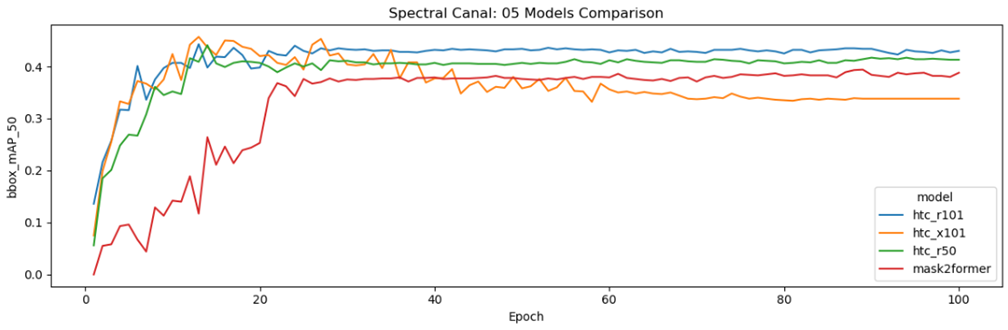 Spectral Canal: 05 Models Comparison
bbox_mAP_50
0.4
0.3
0.2
0.1
0.0
0 20 40 60 80 100
Epoch
model
htc_r101
htc_x101
htc_r50
mask2former